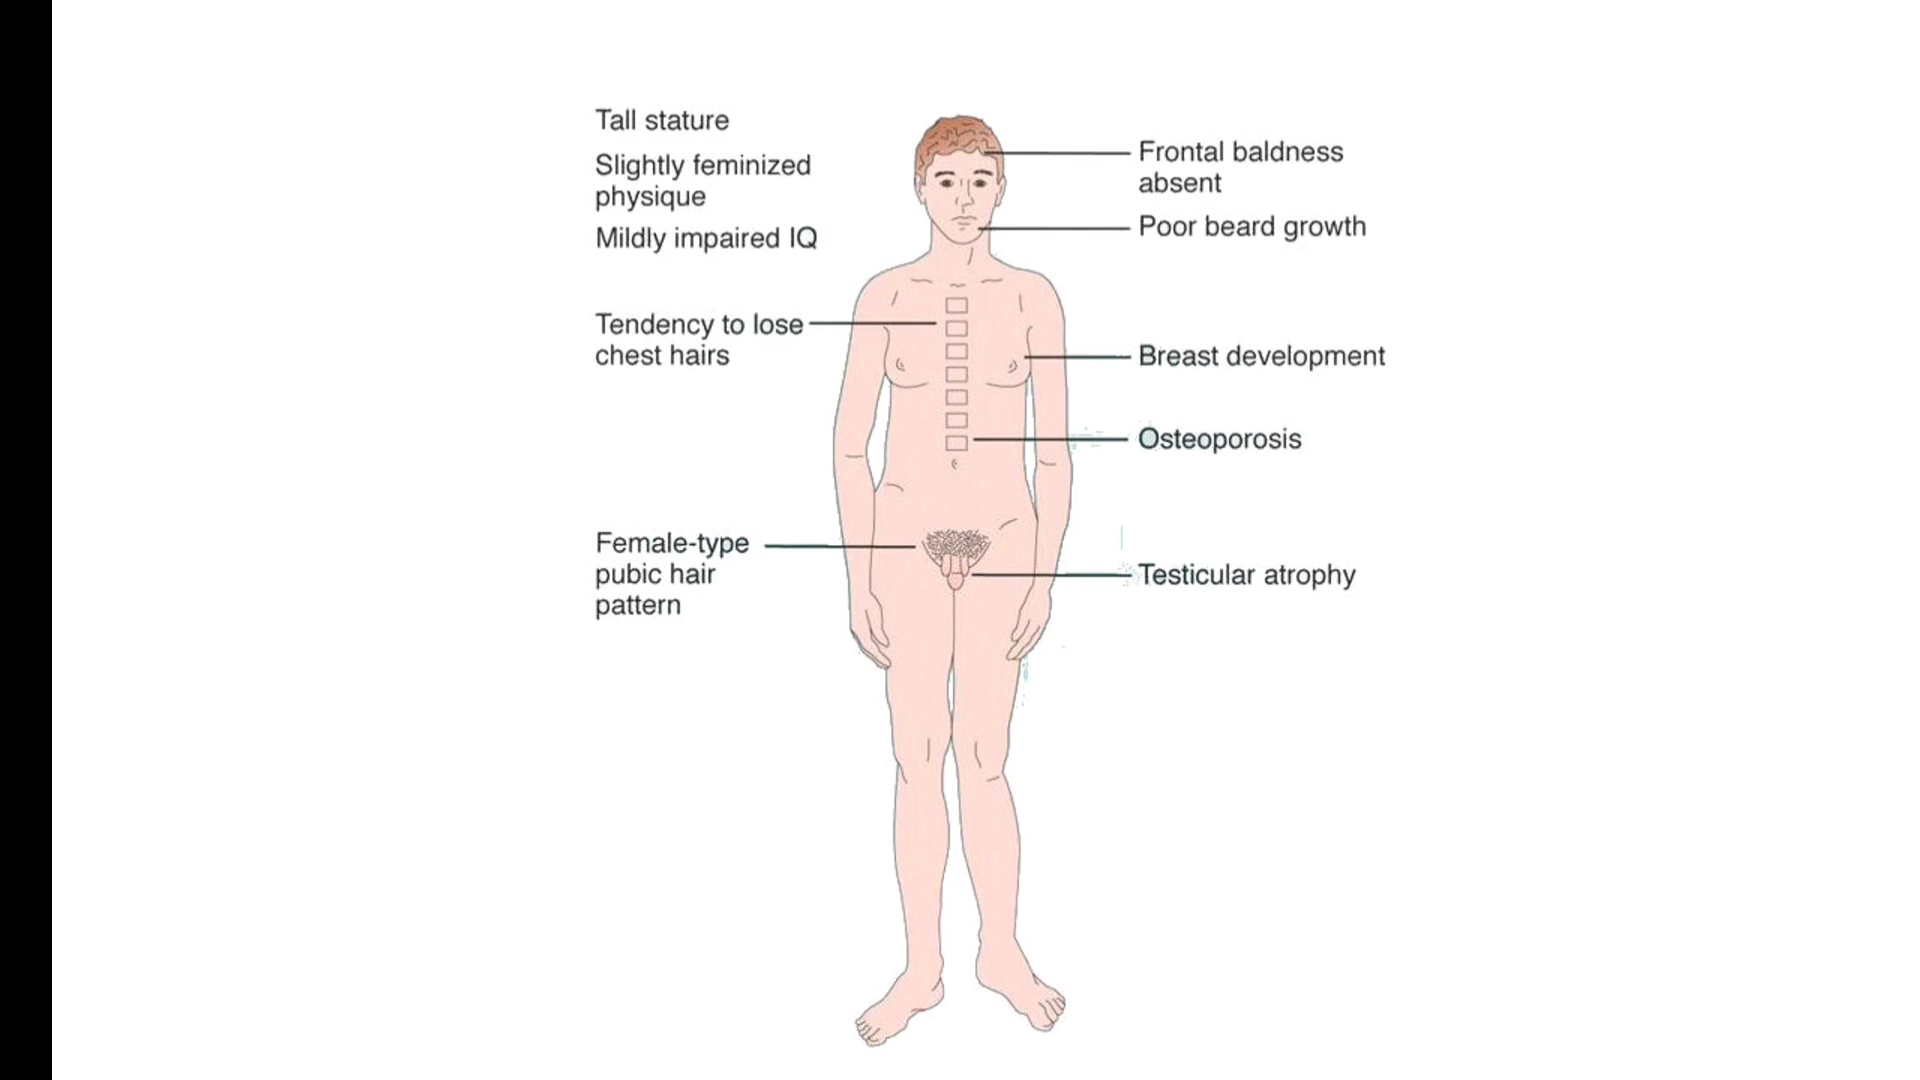 Tall stature
Slightly feminized
physique
Mildly impaired IQ
Tendency to lose
chest hairs
Female-type
pubic hair
pattern
Frontal baldness
absent
Poor beard growth
Breast development
Osteoporosis
Testicular atrophy